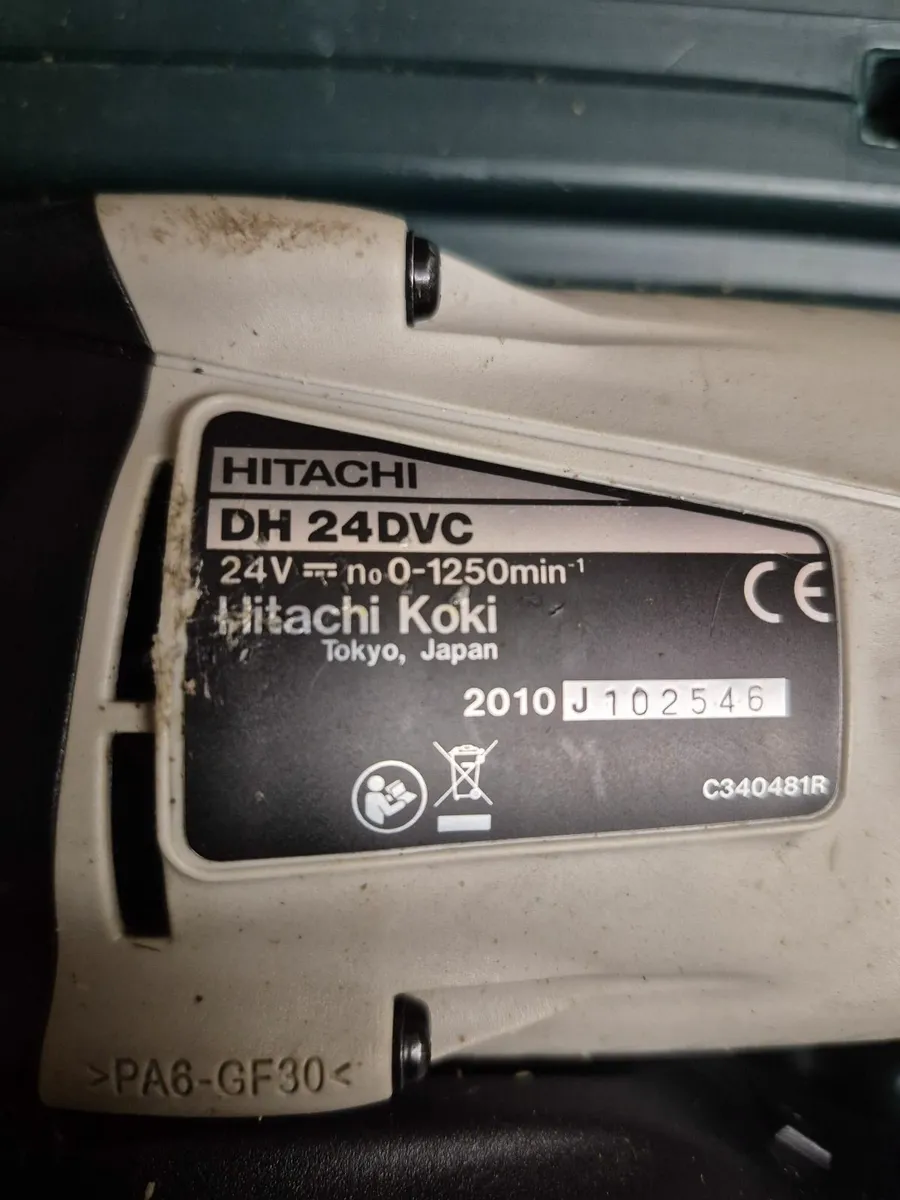 HITACHI
DH 24DVC
24V ⎓ n₀ 0-1250min⁻¹
Hitachi Koki
Tokyo, Japan
CE
2010 J 102546
C340481R
>PA6-GF30<